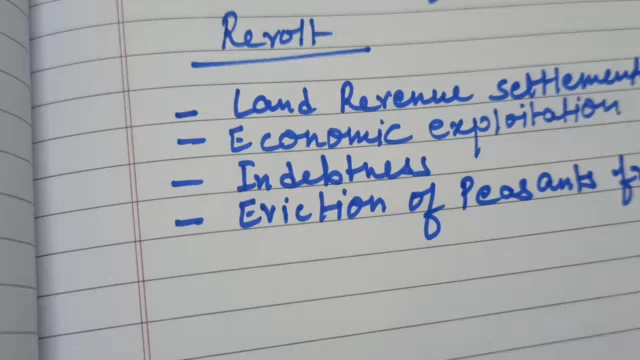 Revolt
- Land Revenue settlement
- Economic exploitation
- Indebtness
- Eviction of Peasants